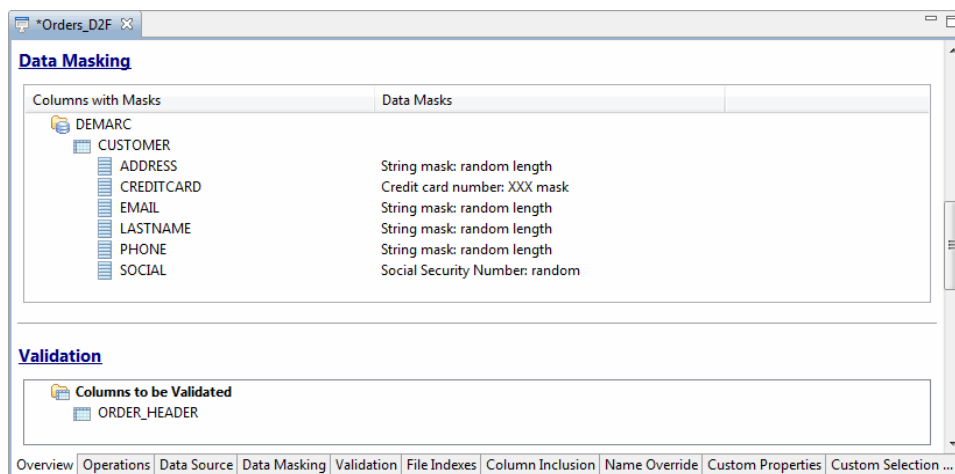 *Orders_D2F
Data Masking
Columns with Masks Data Masks
DEMARC
CUSTOMER
ADDRESS String mask: random length
CREDITCARD Credit card number: XXX mask
EMAIL String mask: random length
LASTNAME String mask: random length
PHONE String mask: random length
SOCIAL Social Security Number: random
Validation
Columns to be Validated
ORDER_HEADER
Overview Operations Data Source Data Masking Validation File Indexes Column Inclusion Name Override Custom Properties Custom Selection ...